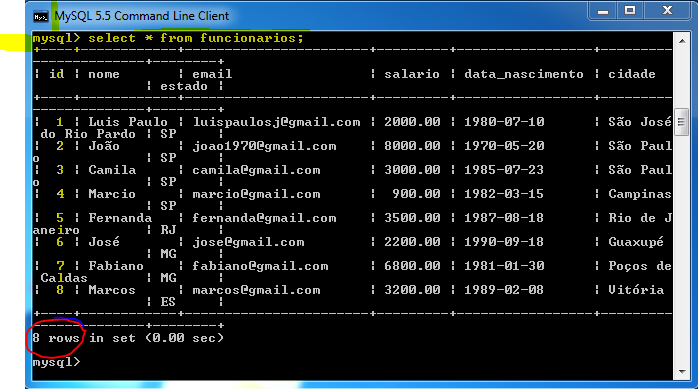 MySQL 5.5 Command Line Client
mysql> select * from funcionarios;
+----+------------+-----------------------+---------+-----------------+---------
-----------+--------+
| id | nome | email | salario | data_nascimento | cidade
| estado |
+----+------------+-----------------------+---------+-----------------+---------
-----------+--------+
| 1 | Luis Paulo | luispaulosj@gmail.com | 2000.00 | 1980-07-10 | São José
do Rio Pardo | SP |
| 2 | João | joao1970@gmail.com | 8000.00 | 1970-05-20 | São Paul
o | SP |
| 3 | Camila | camila@gmail.com | 3000.00 | 1985-07-23 | São Paul
o | SP |
| 4 | Marcio | marcio@gmail.com | 900.00 | 1982-03-15 | Campinas
| SP |
| 5 | Fernanda | fernanda@gmail.com | 3500.00 | 1987-08-18 | Rio de J
aneiro | RJ |
| 6 | José | jose@gmail.com | 2200.00 | 1990-09-18 | Guaxupé
| MG |
| 7 | Fabiano | fabiano@gmail.com | 6800.00 | 1981-01-30 | Poços de
Caldas | MG |
| 8 | Marcos | marcos@gmail.com | 3200.00 | 1989-02-08 | Vitória
| ES |
+----+------------+-----------------------+---------+-----------------+---------
-----------+--------+
8 rows in set (0.00 sec)
mysql>